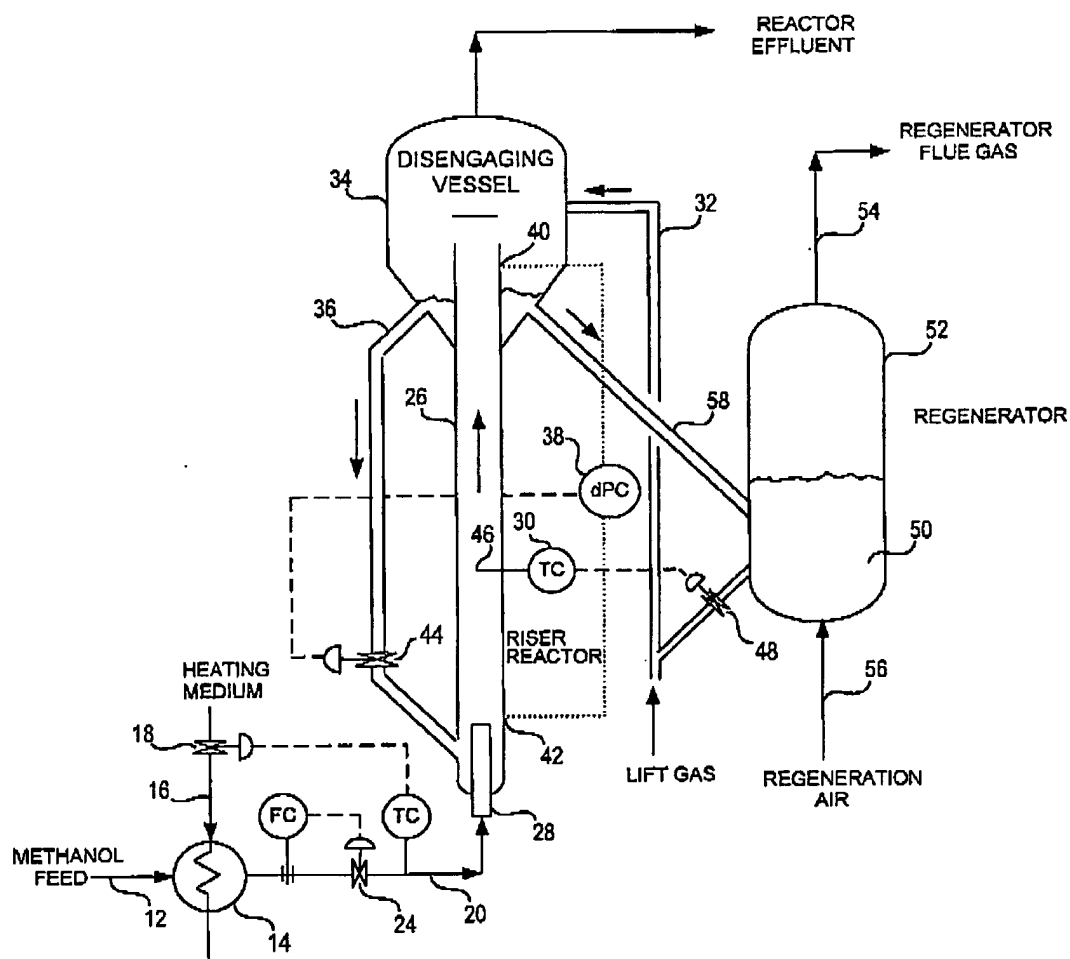 REACTOR
EFFLUENT
REGENERATOR
FLUE GAS
DISENGAGING
VESSEL
34
32
40
54
36
52
26
58
REGENERATOR
38
dPC
30
46
TC
50
44
RISER
REACTOR
48
HEATING
MEDIUM
56
18
42
LIFT GAS
REGENERATION
AIR
16
FC
TC
28
METHANOL
FEED
12
14
24
20